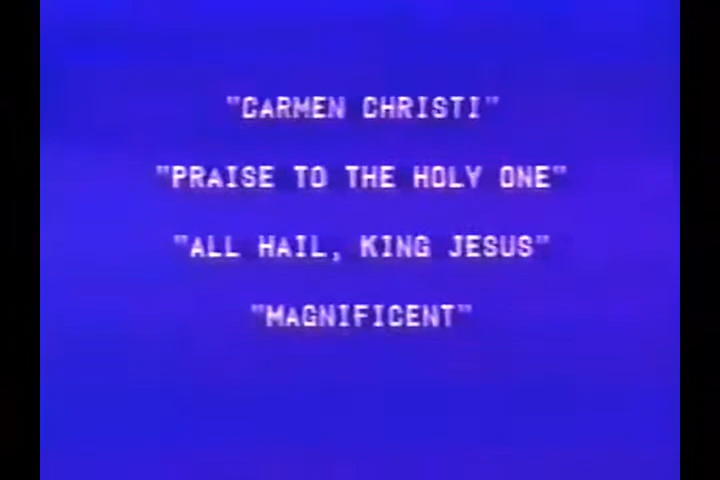 "CARMEN CHRISTI"
"PRAISE TO THE HOLY ONE"
"ALL HAIL, KING JESUS"
"MAGNIFICENT"